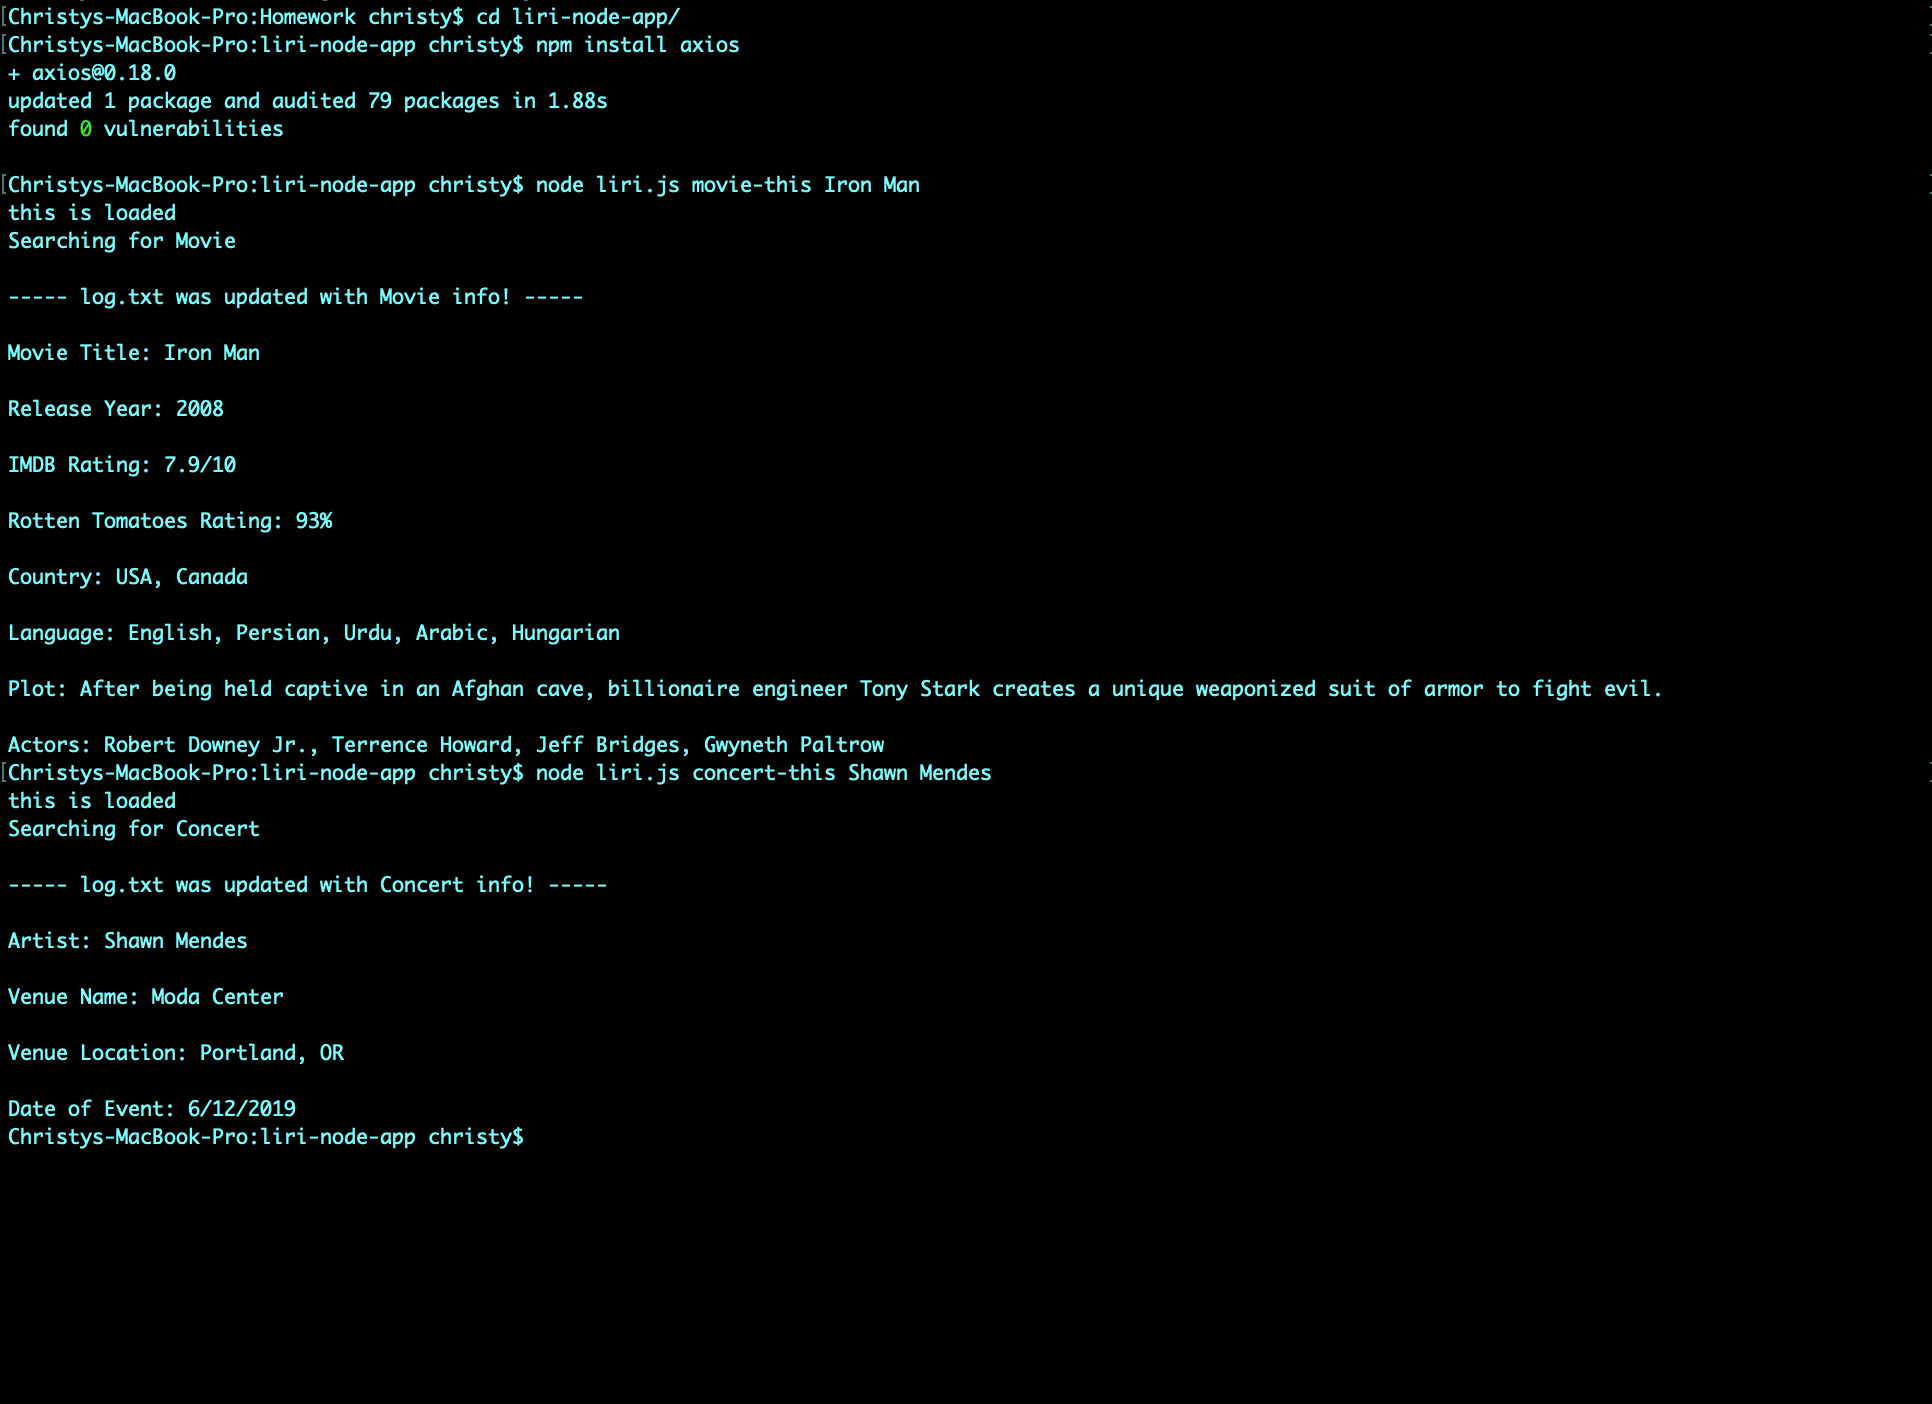 [Christys-MacBook-Pro:Homework christy$ cd liri-node-app/
[Christys-MacBook-Pro:liri-node-app christy$ npm install axios
+ axios@0.18.0
updated 1 package and audited 79 packages in 1.88s
found 0 vulnerabilities
[Christys-MacBook-Pro:liri-node-app christy$ node liri.js movie-this Iron Man
this is loaded
Searching for Movie
----- log.txt was updated with Movie info! -----
Movie Title: Iron Man
Release Year: 2008
IMDB Rating: 7.9/10
Rotten Tomatoes Rating: 93%
Country: USA, Canada
Language: English, Persian, Urdu, Arabic, Hungarian
Plot: After being held captive in an Afghan cave, billionaire engineer Tony Stark creates a unique weaponized suit of armor to fight evil.
Actors: Robert Downey Jr., Terrence Howard, Jeff Bridges, Gwyneth Paltrow
[Christys-MacBook-Pro:liri-node-app christy$ node liri.js concert-this Shawn Mendes
this is loaded
Searching for Concert
----- log.txt was updated with Concert info! -----
Artist: Shawn Mendes
Venue Name: Moda Center
Venue Location: Portland, OR
Date of Event: 6/12/2019
Christys-MacBook-Pro:liri-node-app christy$